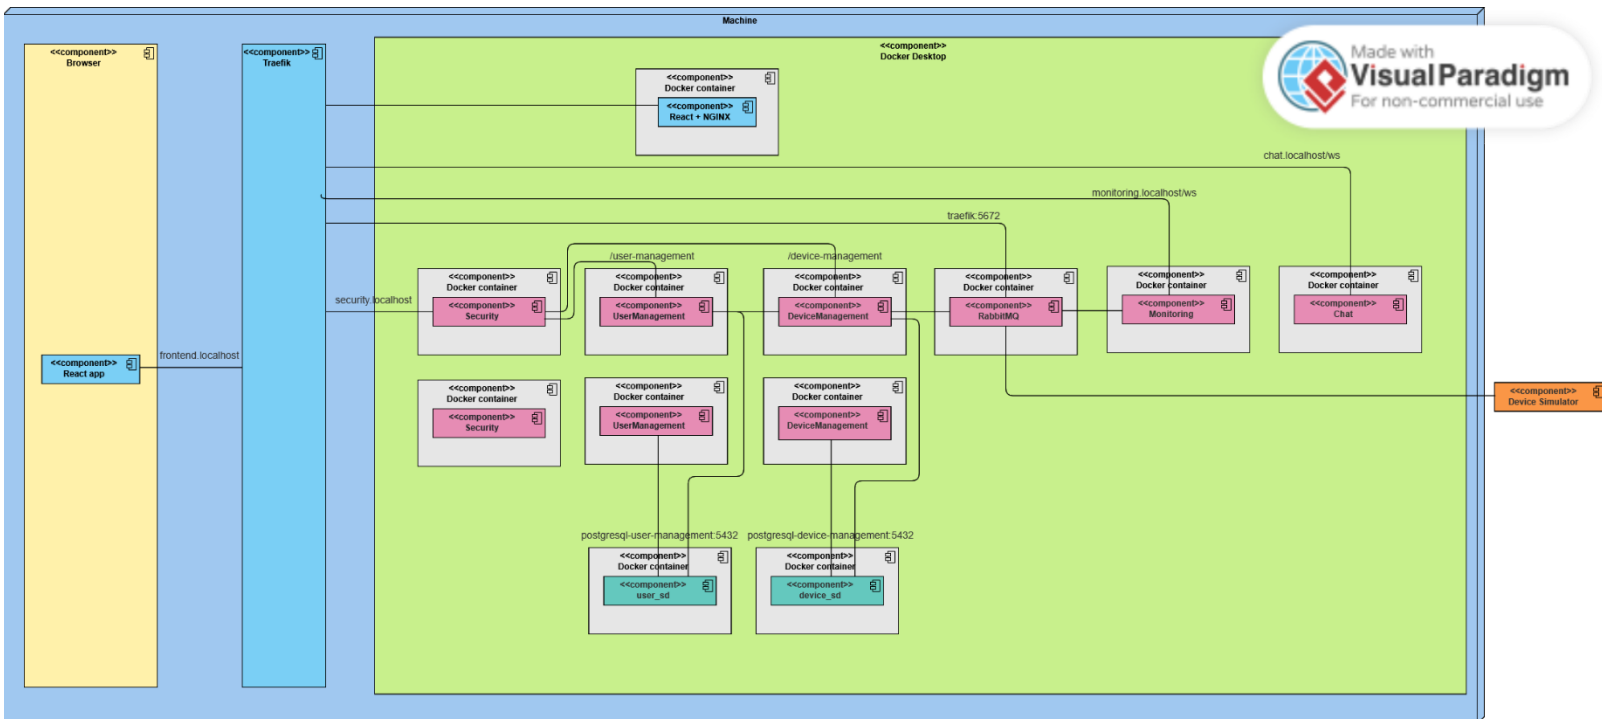 Machine
<<component>>
Browser
<<component>>
Traefik
<<component>>
Docker Desktop
Made with
Visual Paradigm
For non-commercial use
<<component>>
Docker container
<<component>>
React + NGINX
chat.localhost/ws
monitoring.localhost/ws
traefik:5672
/user-management
/device-management
security.localhost
<<component>>
Docker container
<<component>>
Security
<<component>>
Docker container
<<component>>
UserManagement
<<component>>
Docker container
<<component>>
DeviceManagement
<<component>>
Docker container
<<component>>
RabbitMQ
<<component>>
Docker container
<<component>>
Monitoring
<<component>>
Docker container
<<component>>
Chat
frontend.localhost
<<component>>
React app
<<component>>
Docker container
<<component>>
Security
<<component>>
Docker container
<<component>>
UserManagement
<<component>>
Docker container
<<component>>
DeviceManagement
<<component>>
Device Simulator
postgresql-user-management:5432
postgresql-device-management:5432
<<component>>
Docker container
<<component>>
user_sd
<<component>>
Docker container
<<component>>
device_sd